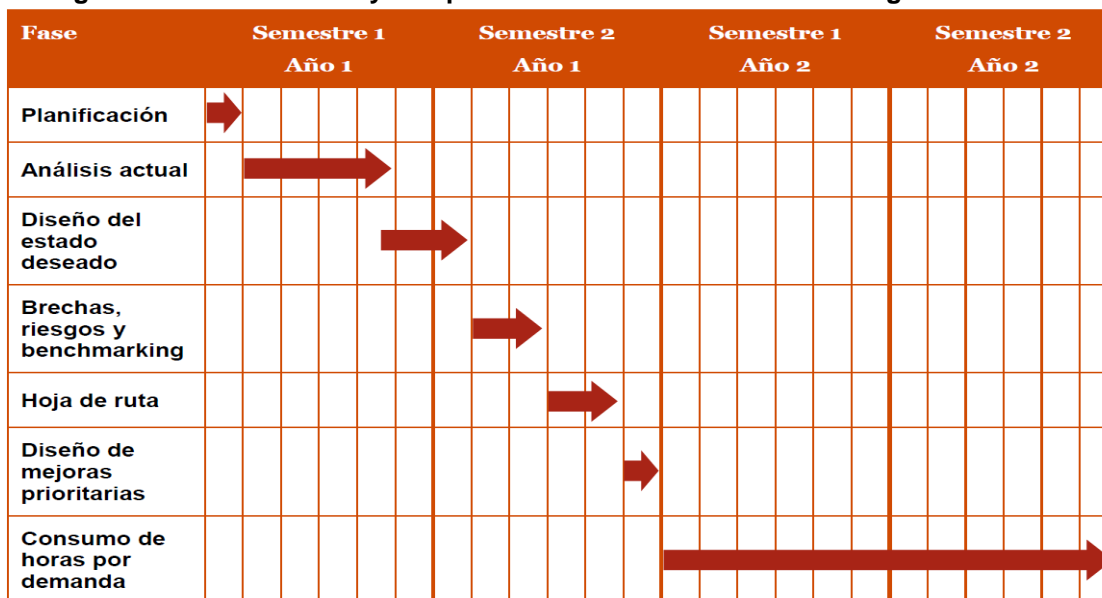 Fase
Semestre 1
Año 1
Semestre 2
Año 1
Semestre 1
Año 2
Semestre 2
Año 2
Planificación
Análisis actual
Diseño del
estado
deseado
Brechas,
riesgos y
benchmarking
Hoja de ruta
Diseño de
mejoras
prioritarias
Consumo de
horas por
demanda